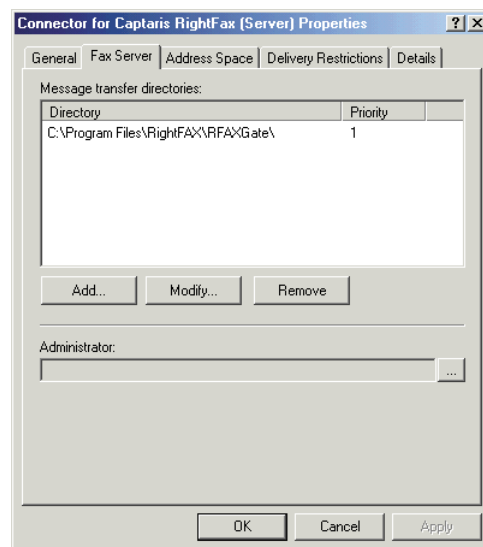 Connector for Captaris RightFax (Server) Properties
General Fax Server Address Space Delivery Restrictions Details
Message transfer directories:
Directory Priority
C:\Program Files\RightFAX\RFAXGate\ 1
Add... Modify... Remove
Administrator:
...
OK Cancel Apply